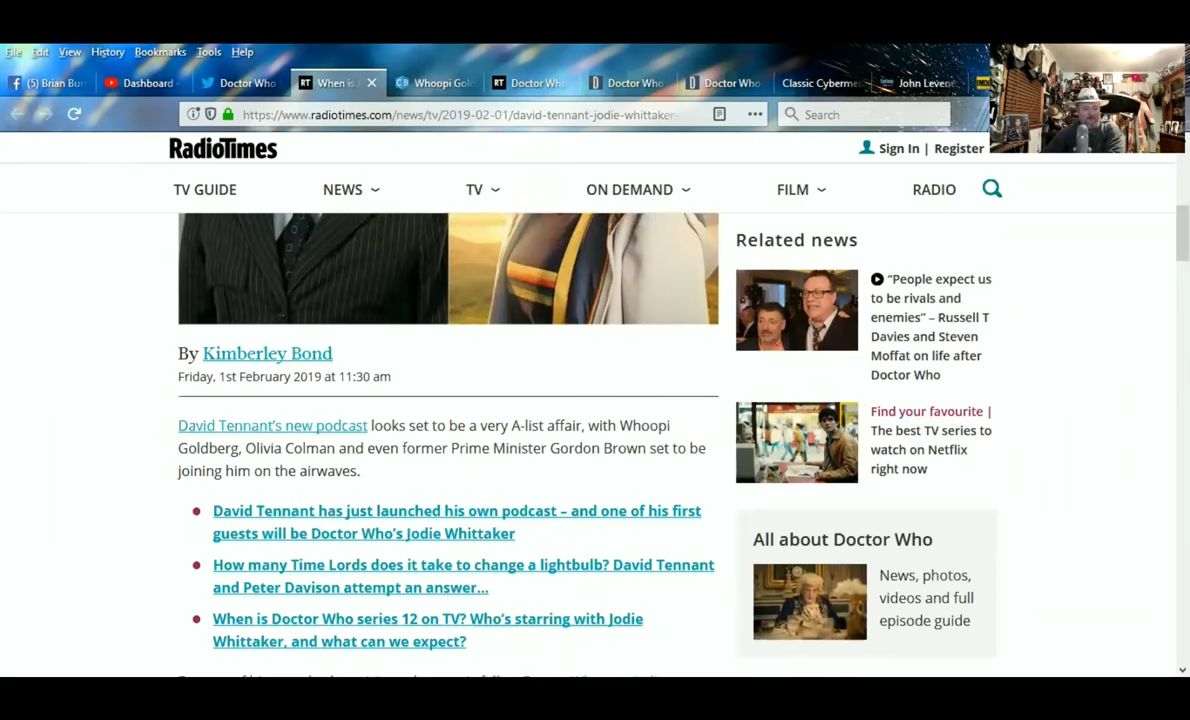 File Edit View History Bookmarks Tools Help
(5) Brian Bur
Dashboard -
Doctor Who
RT When is
Whoopi Gol
RT Doctor Who
D Doctor Who
D Doctor Who
Classic Cyberme
John Levene
https://www.radiotimes.com/news/tv/2019-02-01/david-tennant-jodie-whittaker-
Search
RadioTimes
Sign In | Register
TV GUIDE
NEWS
TV
ON DEMAND
FILM
RADIO
By Kimberley Bond
Friday, 1st February 2019 at 11:30 am
David Tennant's new podcast looks set to be a very A-list affair, with Whoopi
Goldberg, Olivia Colman and even former Prime Minister Gordon Brown set to be
joining him on the airwaves.
David Tennant has just launched his own podcast – and one of his first
guests will be Doctor Who's Jodie Whittaker
How many Time Lords does it take to change a lightbulb? David Tennant
and Peter Davison attempt an answer...
When is Doctor Who series 12 on TV? Who's starring with Jodie
Whittaker, and what can we expect?
Related news
"People expect us
to be rivals and
enemies" – Russell T
Davies and Steven
Moffat on life after
Doctor Who
Find your favourite |
The best TV series to
watch on Netflix
right now
All about Doctor Who
News, photos,
videos and full
episode guide